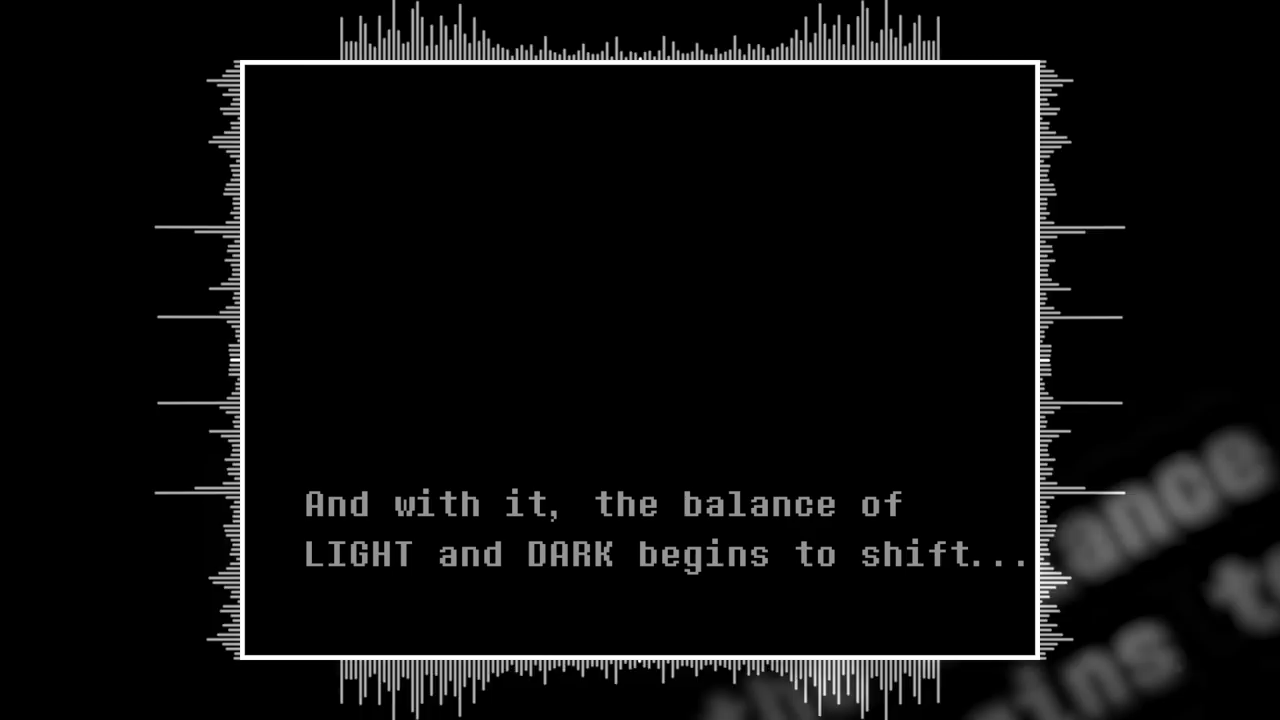 And with it, the balance of
LIGHT and DARK begins to shift...